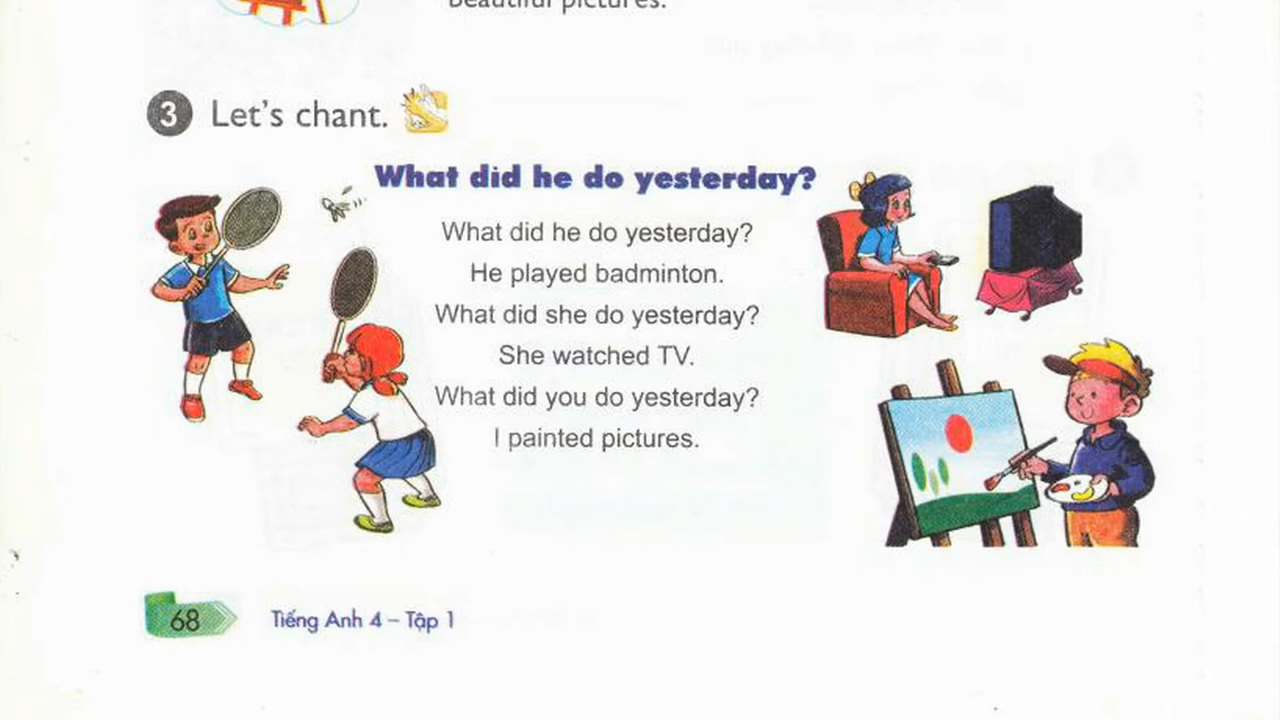 Beautiful pictures.
3 Let's chant.
What did he do yesterday?
What did he do yesterday?
He played badminton.
What did she do yesterday?
She watched TV.
What did you do yesterday?
I painted pictures.
68 Tiếng Anh 4 – Tập 1